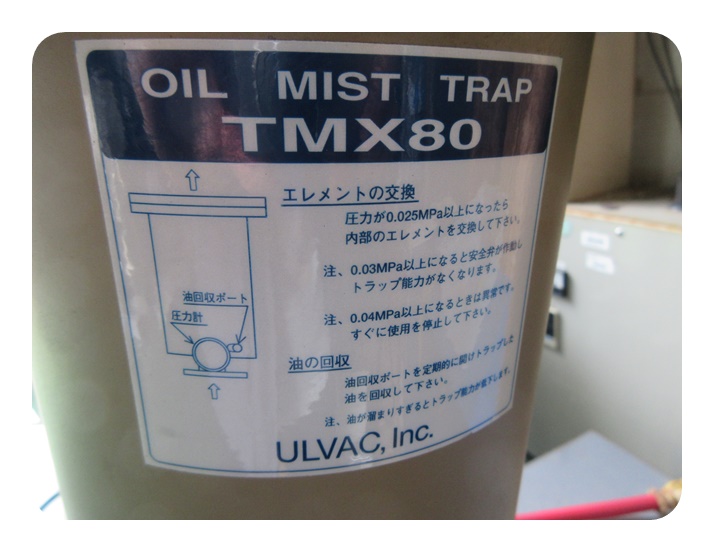 OIL MIST TRAP
TMX80
エレメントの交換
圧力が0.025MPa以上になったら
内部のエレメントを交換して下さい。
注、0.03MPa以上になると安全弁が作動し
トラップ能力がなくなります。
注、0.04MPa以上になるときは異常です。
すぐに使用を停止して下さい。
油回収ポート
圧力計
油の回収
油回収ポートを定期的に開けトラップした
油を回収して下さい。
注、油が溜まりすぎるとトラップ能力が低下します。
ULVAC, Inc.